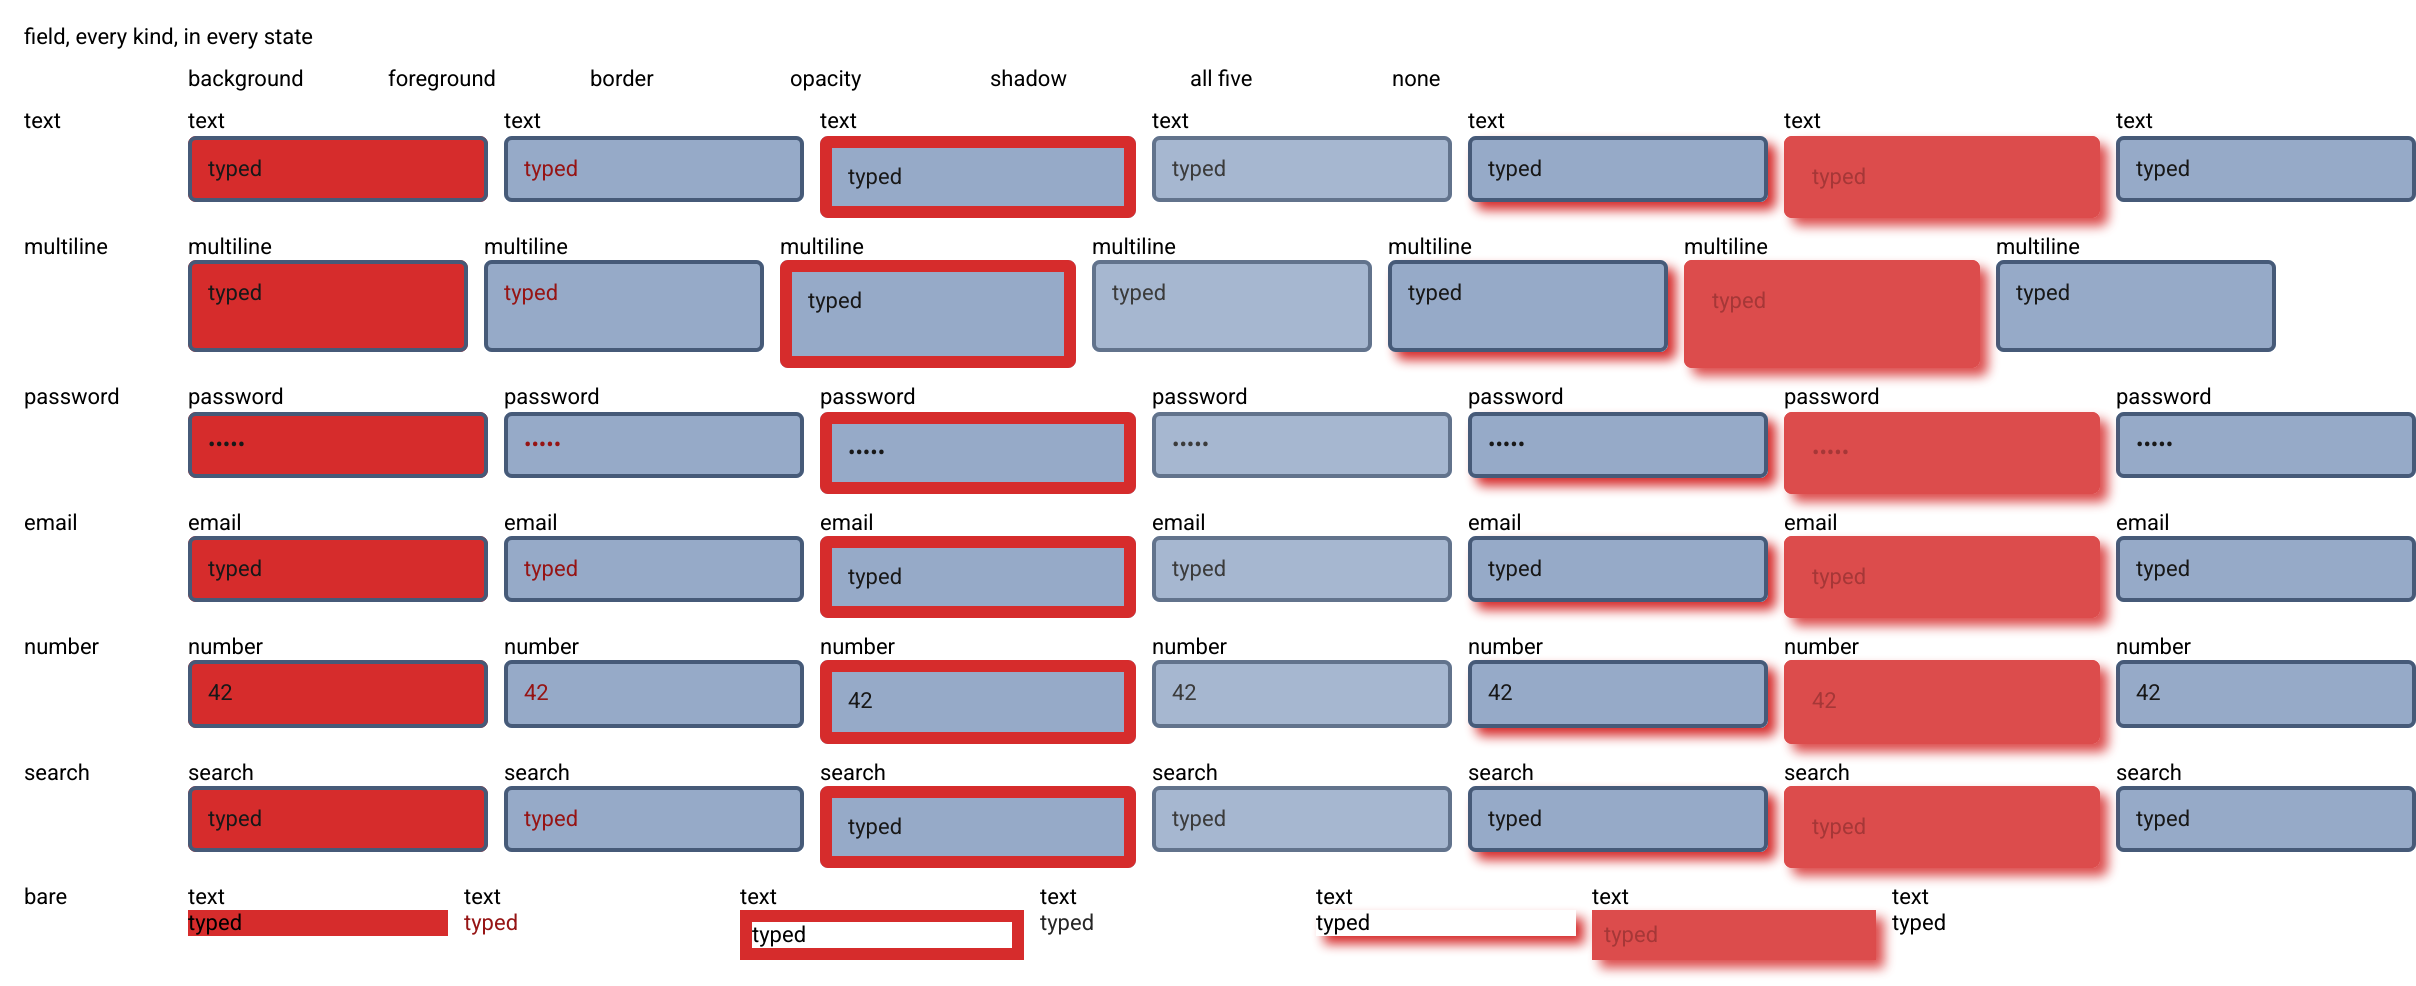 field, every kind, in every state
background foreground border opacity shadow all five none
text text text text text text text text
typed typed typed typed typed typed typed
multiline multiline multiline multiline multiline multiline multiline multiline
typed typed typed typed typed typed typed
password password password password password password password password
••••• ••••• ••••• ••••• ••••• ••••• •••••
email email email email email email email email
typed typed typed typed typed typed typed
number number number number number number number number
42 42 42 42 42 42 42
search search search search search search search search
typed typed typed typed typed typed typed
bare text text text text text text text
typed typed typed typed typed typed typed